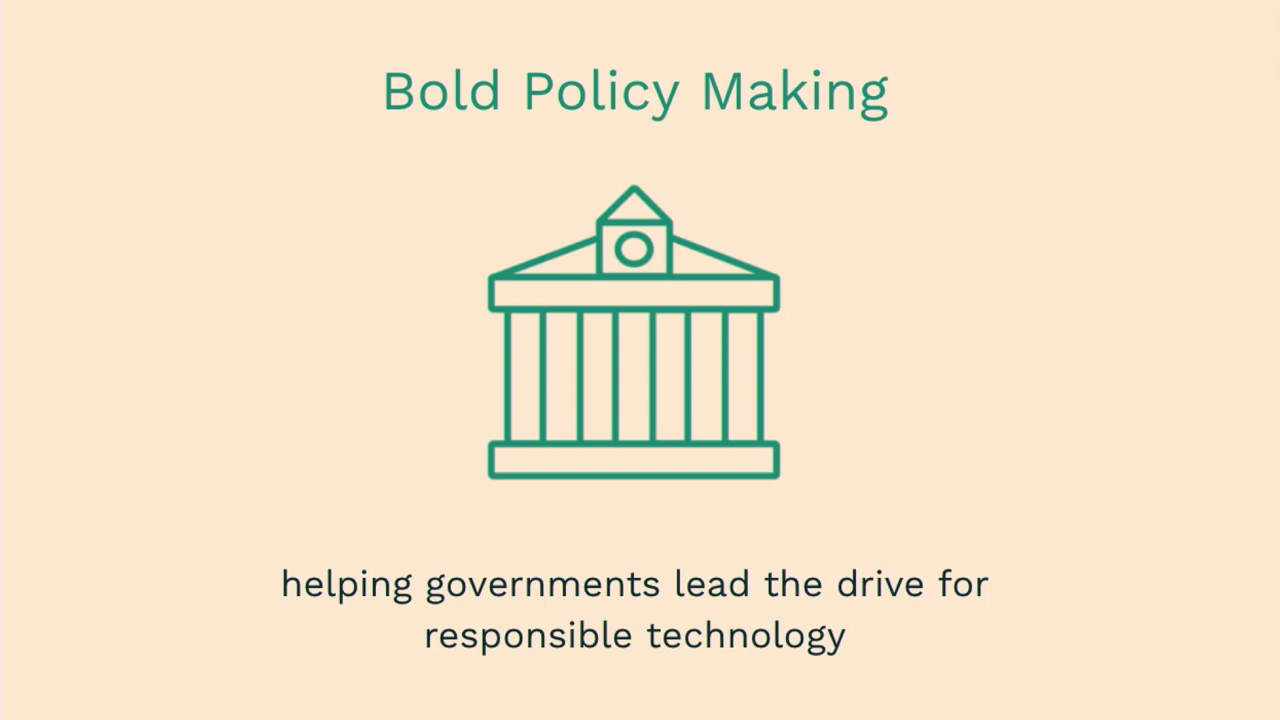 Bold Policy Making
helping governments lead the drive for
responsible technology